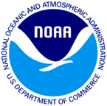 NATIONAL OCEANIC AND ATMOSPHERIC ADMINISTRATION
NOAA
U.S. DEPARTMENT OF COMMERCE